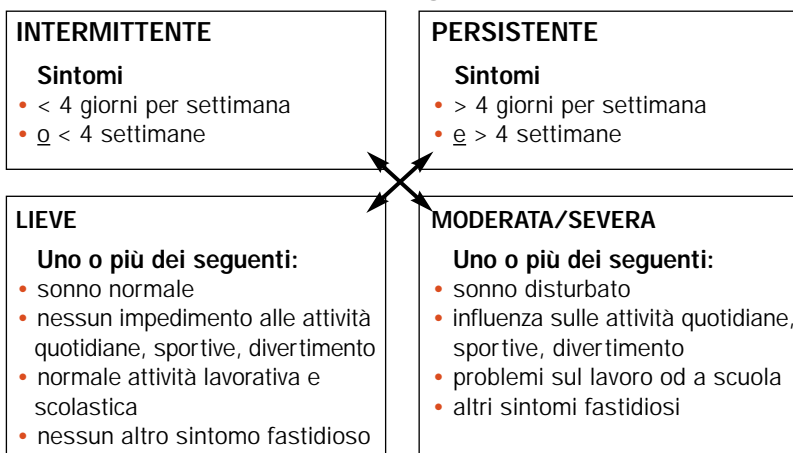 INTERMITTENTE
Sintomi
• < 4 giorni per settimana
• o < 4 settimane
PERSISTENTE
Sintomi
• > 4 giorni per settimana
• e > 4 settimane
LIEVE
Uno o più dei seguenti:
• sonno normale
• nessun impedimento alle attività
quotidiane, sportive, divertimento
• normale attività lavorativa e
scolastica
• nessun altro sintomo fastidioso
MODERATA/SEVERA
Uno o più dei seguenti:
• sonno disturbato
• influenza sulle attività quotidiane,
sportive, divertimento
• problemi sul lavoro od a scuola
• altri sintomi fastidiosi